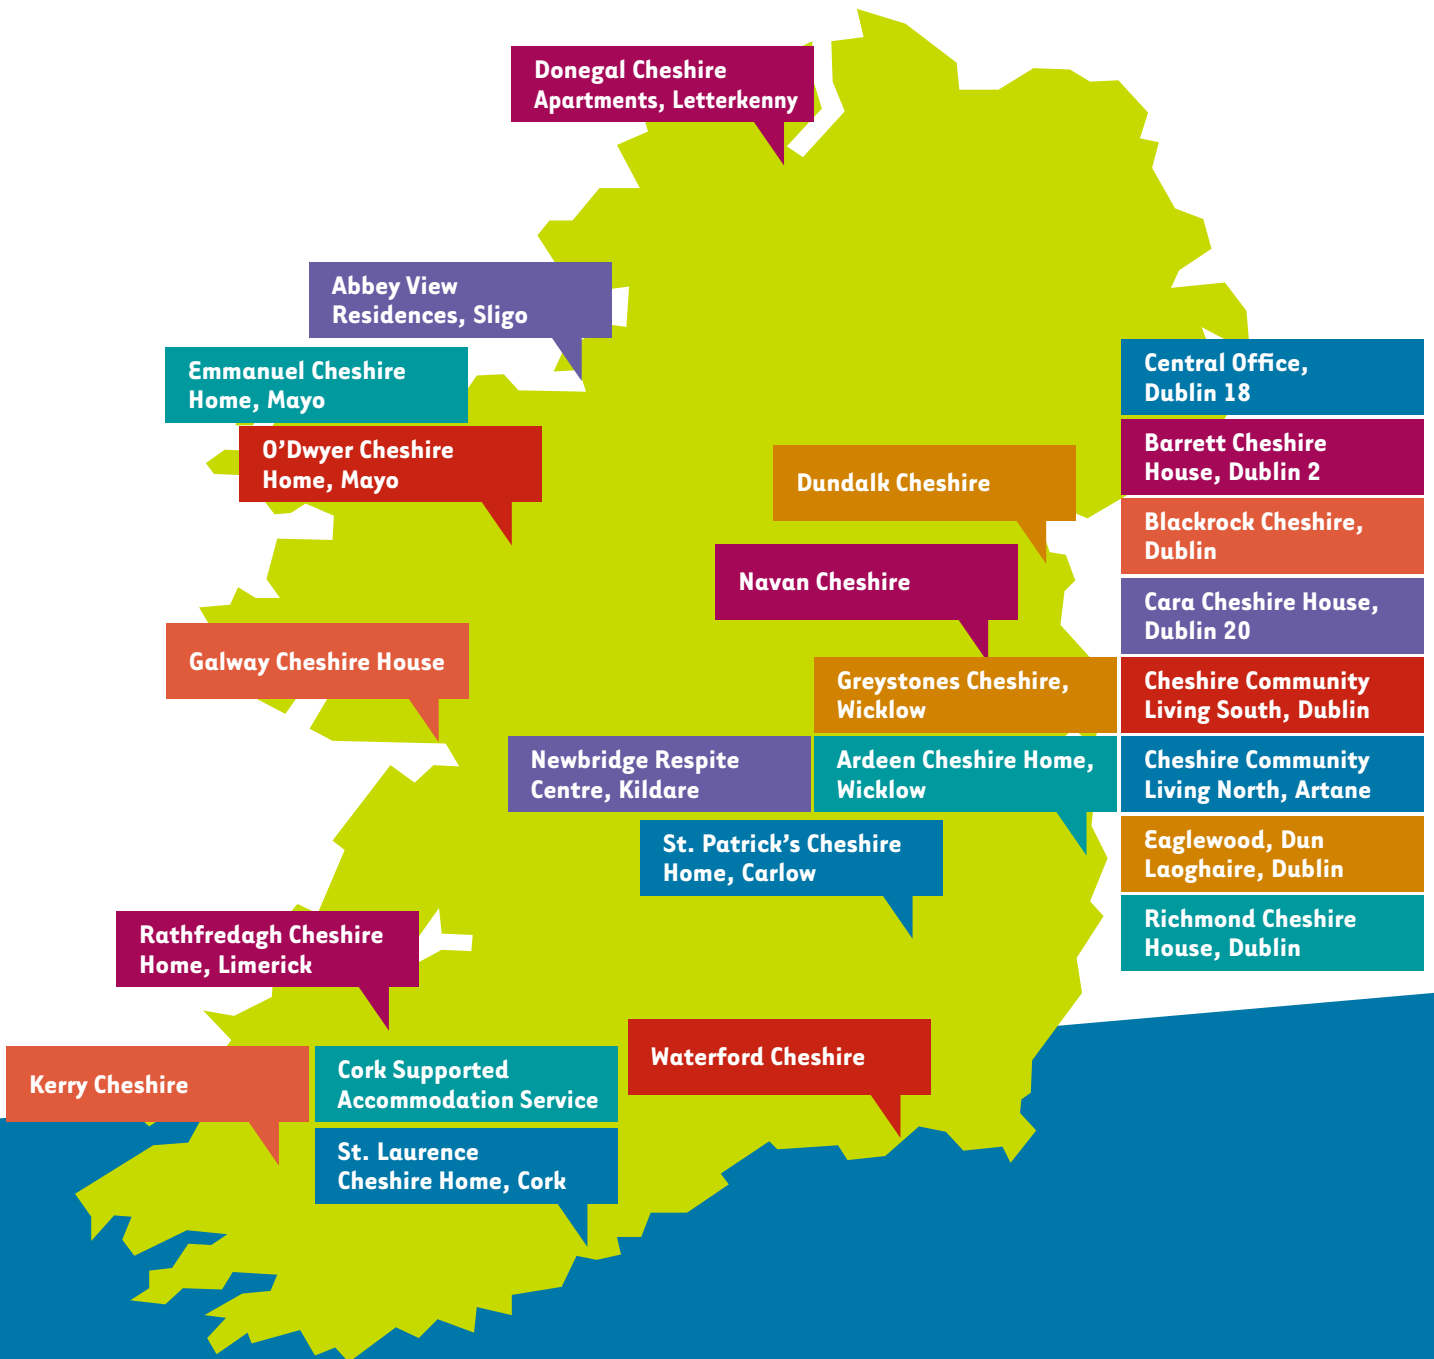 Donegal Cheshire
Apartments, Letterkenny
Abbey View
Residences, Sligo
Emmanuel Cheshire
Home, Mayo
O’Dwyer Cheshire
Home, Mayo
Dundalk Cheshire
Navan Cheshire
Galway Cheshire House
Greystones Cheshire,
Wicklow
Newbridge Respite
Centre, Kildare
Ardeen Cheshire Home,
Wicklow
St. Patrick’s Cheshire
Home, Carlow
Central Office,
Dublin 18
Barrett Cheshire
House, Dublin 2
Blackrock Cheshire,
Dublin
Cara Cheshire House,
Dublin 20
Cheshire Community
Living South, Dublin
Cheshire Community
Living North, Artane
Eaglewood, Dun
Laoghaire, Dublin
Richmond Cheshire
House, Dublin
Rathfredagh Cheshire
Home, Limerick
Kerry Cheshire
Cork Supported
Accommodation Service
St. Laurence
Cheshire Home, Cork
Waterford Cheshire